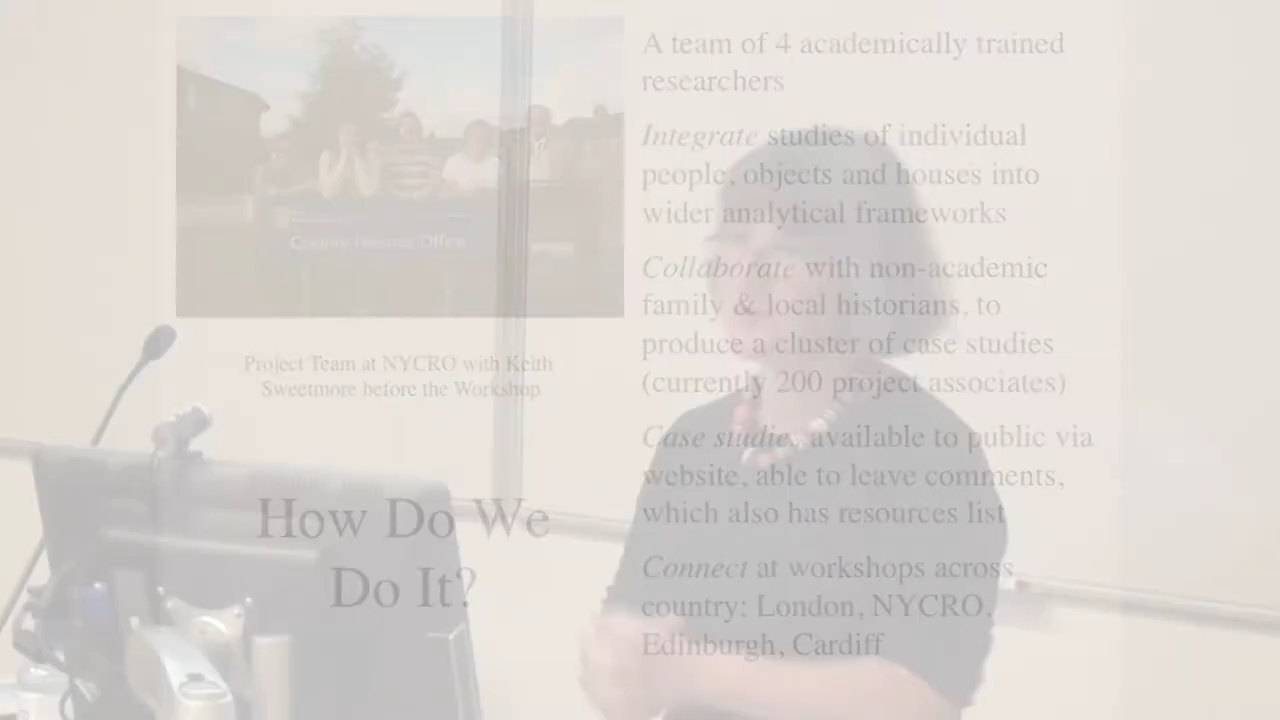 County Record Office
Project Team at NYCRO with Keith
Sweetmore before the Workshop
How Do We
Do It?
A team of 4 academically trained
researchers
Integrate studies of individual
people, objects and houses into
wider analytical frameworks
Collaborate with non-academic
family & local historians, to
produce a cluster of case studies
(currently 200 project associates)
Case studies available to public via
website, able to leave comments,
which also has resources list
Connect at workshops across
country: London, NYCRO,
Edinburgh, Cardiff